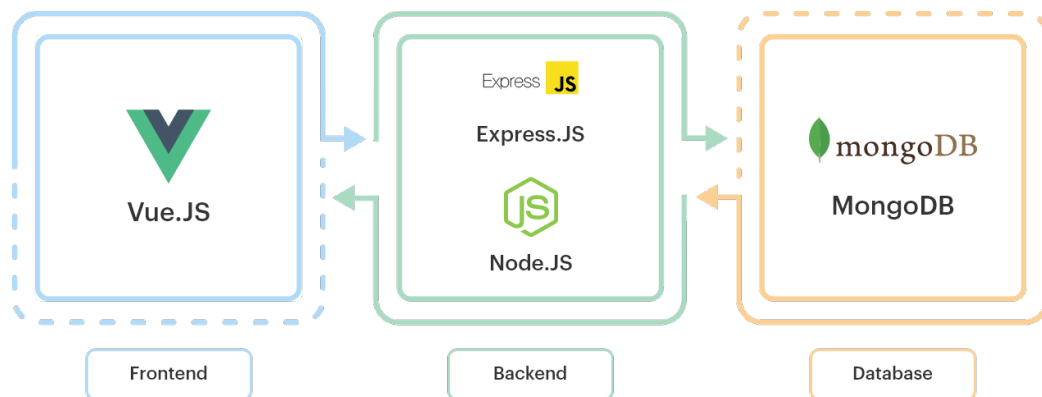 Vue.JS
Express JS
Express.JS
JS
Node.JS
mongoDB
MongoDB
Frontend
Backend
Database